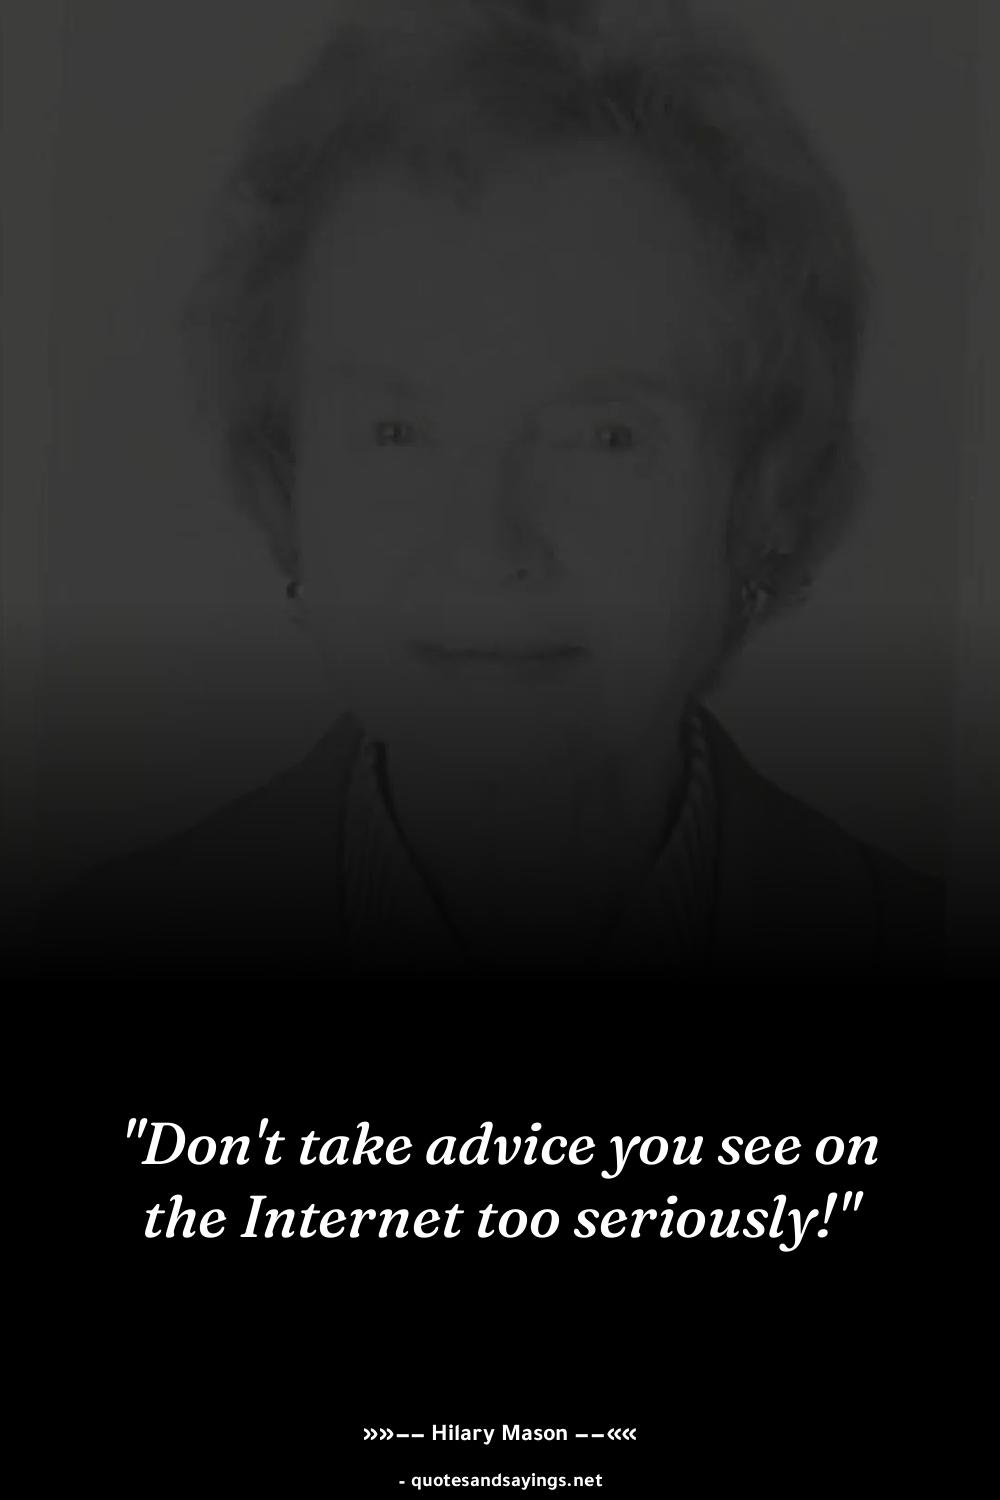 "Don't take advice you see on
the Internet too seriously!"
»»−− Hilary Mason −−««
- quotesandsayings.net